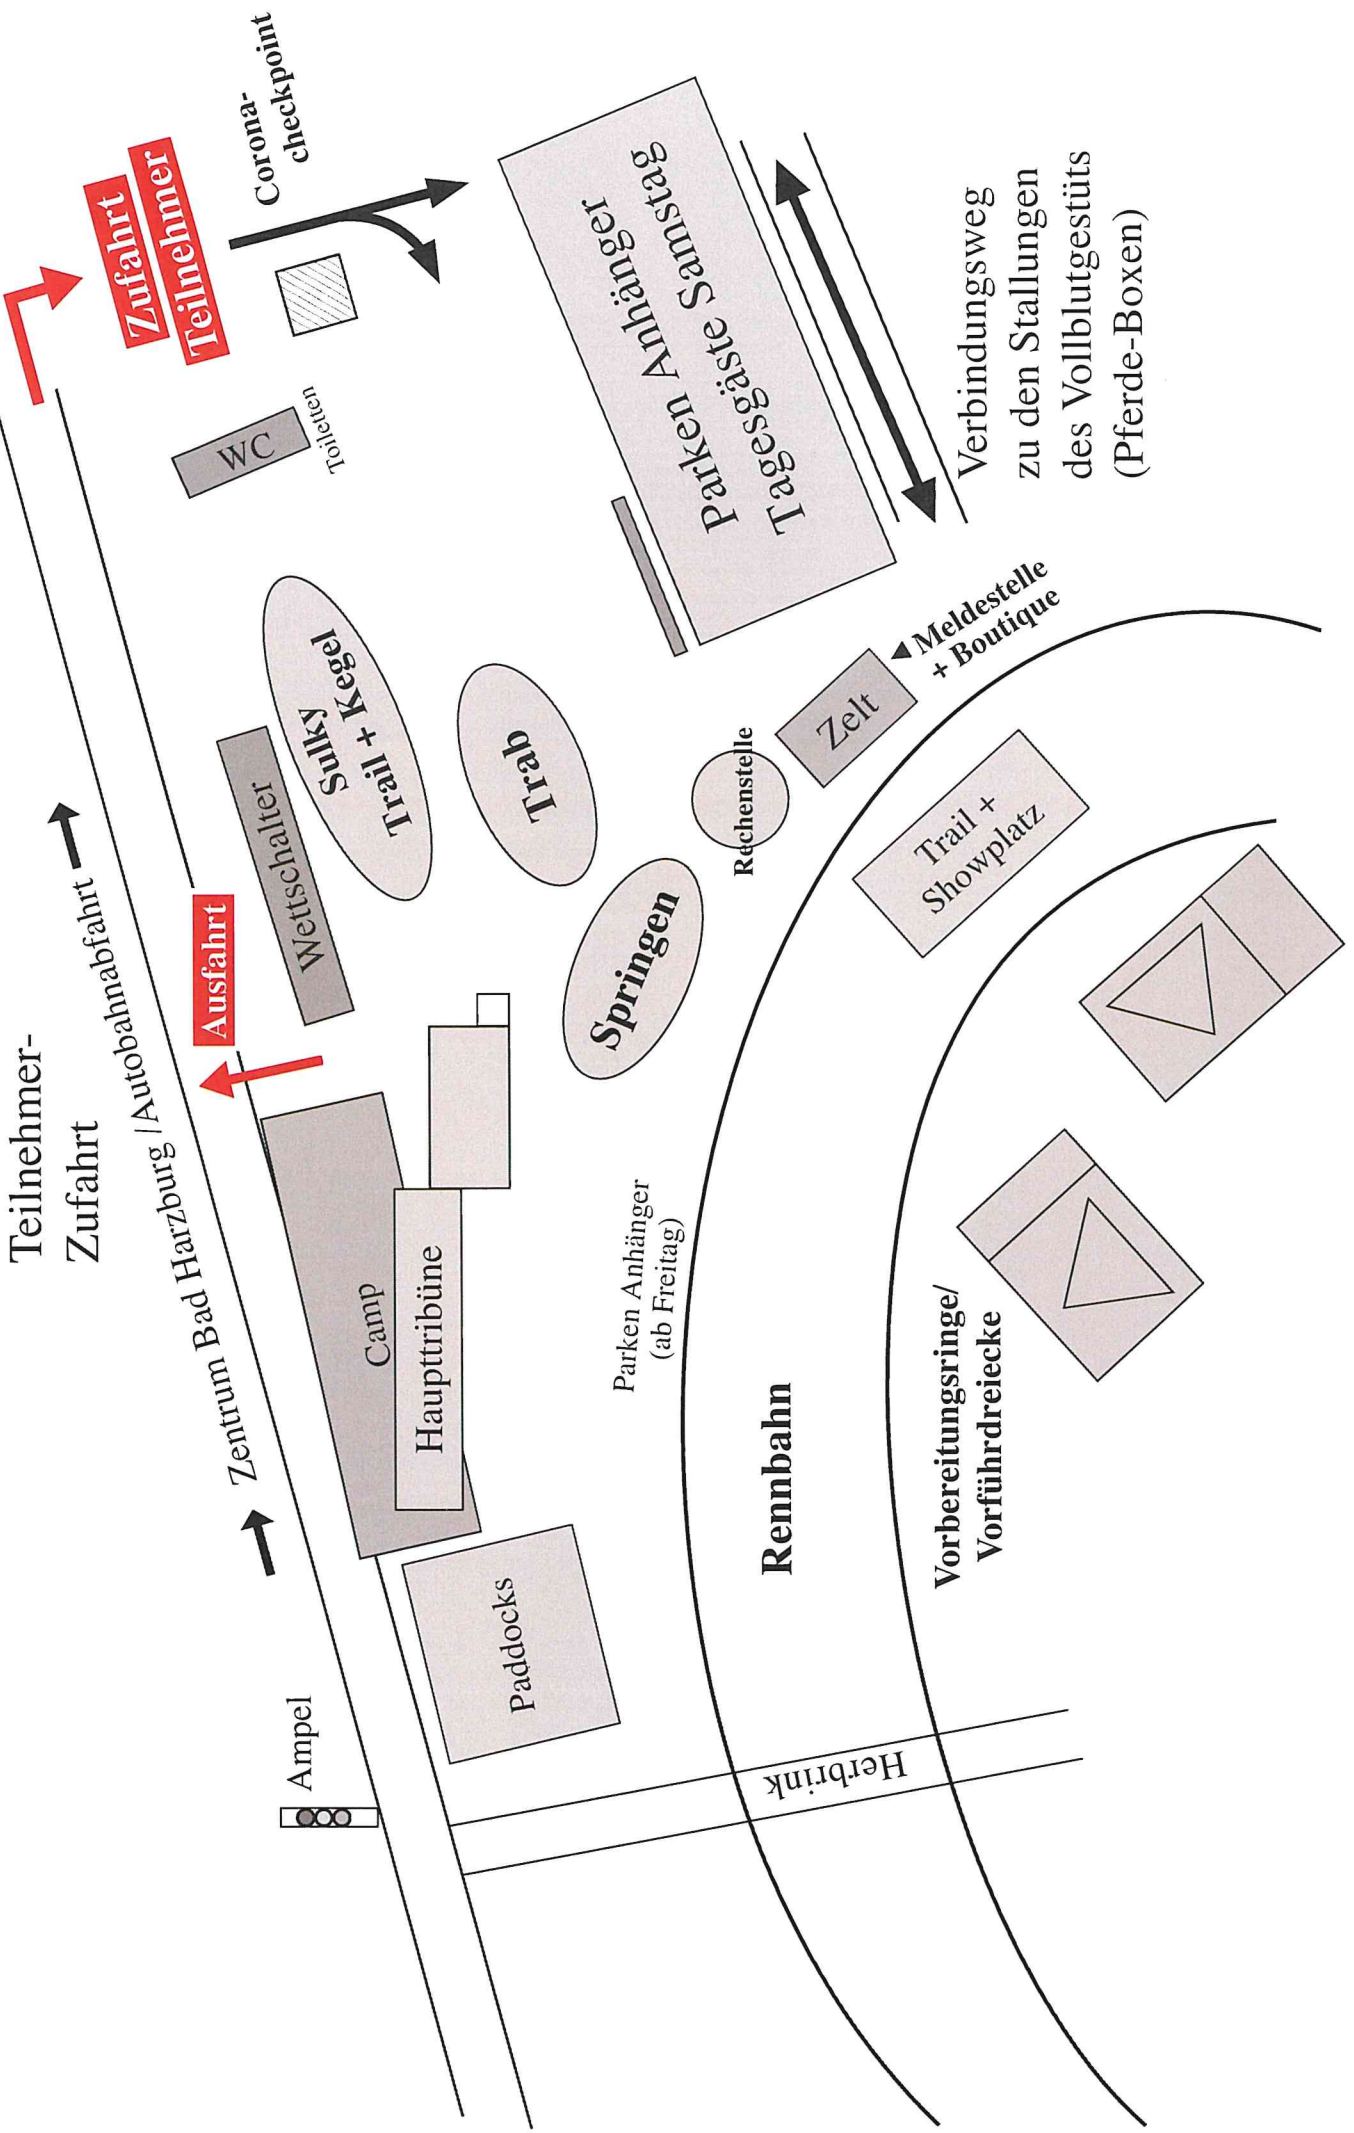 Teilnehmer-
Zufahrt
Zentrum Bad Harzburg /Autobahnabfahrt
Ampel
Ausfahrt
Zufahrt
Teilnehmer
Corona-
checkpoint
WC
Toiletten
Wettschalter
Sulky
Trail + Kegel
Trab
Springen
Camp
Haupttribüne
Paddocks
Parken Anhänger
Tagesgäste Samstag
Rechenstelle
Zelt
Meldestelle
+ Boutique
Parken Anhänger
(ab Freitag)
Trail +
Showplatz
Rennbahn
Herbrink
Vorbereitungsringe/
Vorführdreiecke
Verbindungsweg
zu den Stallungen
des Vollblutgestüts
(Pferde-Boxen)